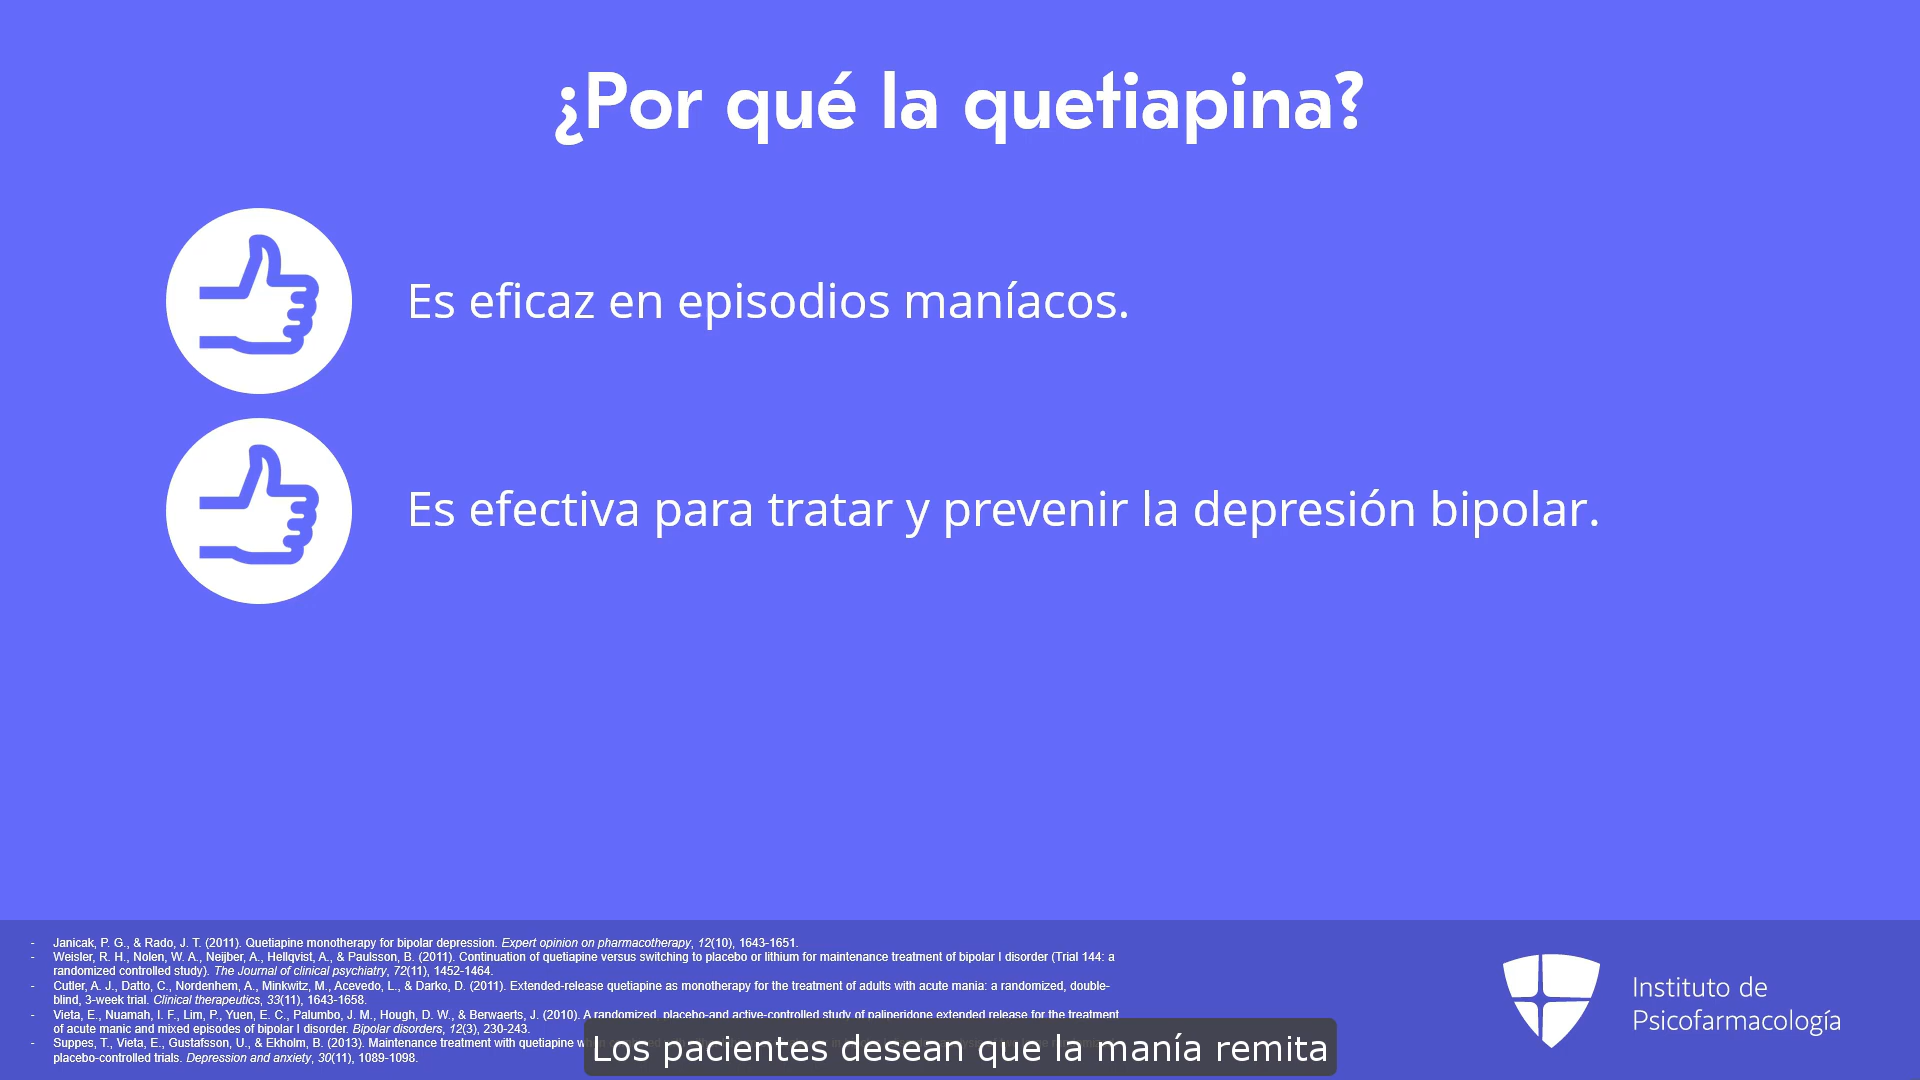 ¿Por qué la quetiapina?
Es eficaz en episodios maníacos.
Es efectiva para tratar y prevenir la depresión bipolar.
- Janicak, P. G., & Rado, J. T. (2011). Quetiapine monotherapy for bipolar depression. Expert opinion on pharmacotherapy, 12(10), 1643-1651.
- Weisler, R. H., Nolen, W. A., Neijber, A., Hellqvist, A., & Paulsson, B. (2011). Continuation of quetiapine versus switching to placebo or lithium for maintenance treatment of bipolar I disorder (Trial 144: a
randomized controlled study). The Journal of clinical psychiatry, 72(11), 1452-1464.
- Cutler, A. J., Datto, C., Nordenhem, A., Minkwitz, M., Acevedo, L., & Darko, D. (2011). Extended-release quetiapine as monotherapy for the treatment of adults with acute mania: a randomized, double-
blind, 3-week trial. Clinical therapeutics, 33(11), 1643-1658.
- Vieta, E., Nuamah, I. F., Lim, P., Yuen, E. C., Palumbo, J. M., Hough, D. W., & Berwaerts, J. (2010). A randomized, placebo-and active-controlled study of paliperidone extended release for the treatment
of acute manic and mixed episodes of bipolar I disorder. Bipolar disorders, 12(3), 230-243.
- Suppes, T., Vieta, E., Gustafsson, U., & Ekholm, B. (2013). Maintenance treatment with quetiapine
placebo-controlled trials. Depression and anxiety, 30(11), 1089-1098.
Los pacientes desean que la manía remita
Instituto de
Psicofarmacología